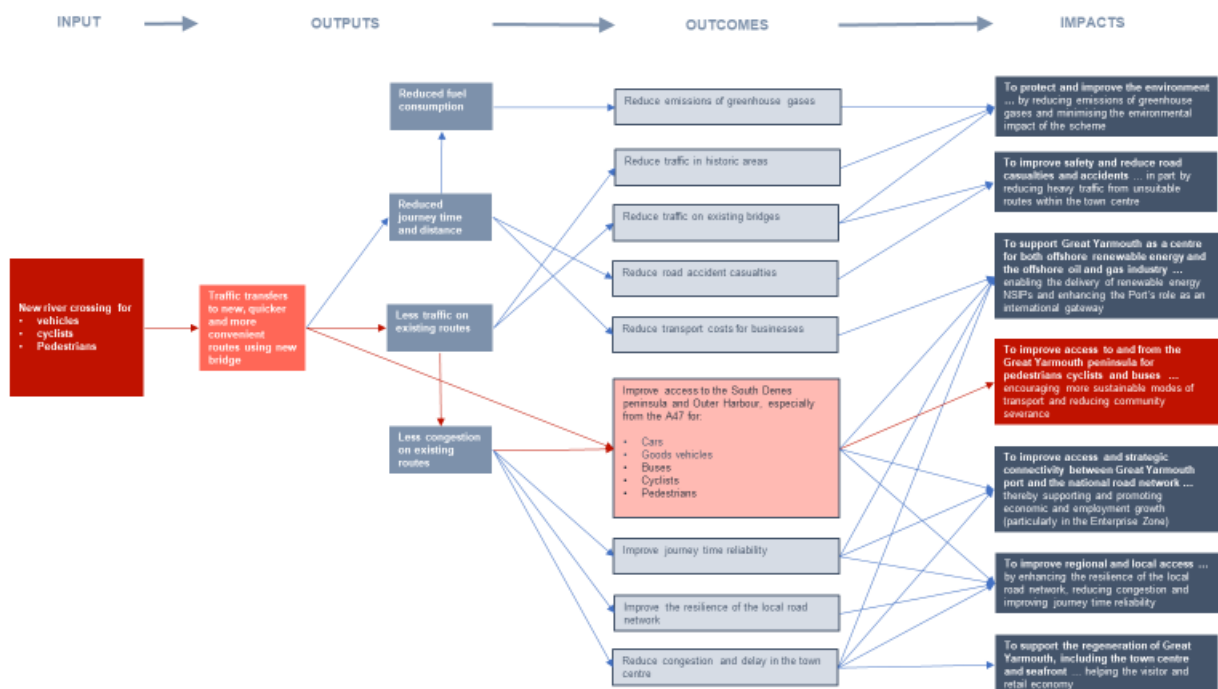 INPUT
OUTPUTS
OUTCOMES
IMPACTS
New river crossing for
• vehicles
• cyclists
• Pedestrians
Traffic transfers
to new, quicker
and more
convenient
routes using new
bridge
Reduced fuel
consumption
Reduced
journey time
and distance
Less traffic on
existing routes
Less congestion
on existing
routes
Reduce emissions of greenhouse gases
Reduce traffic in historic areas
Reduce traffic on existing bridges
Reduce road accident casualties
Reduce transport costs for businesses
Improve access to the South Denes
peninsula and Outer Harbour, especially
from the A47 for:
• Cars
• Goods vehicles
• Buses
• Cyclists
• Pedestrians
Improve journey time reliability
Improve the resilience of the local road
network
Reduce congestion and delay in the town
centre
To protect and improve the environment
... by reducing emissions of greenhouse
gases and minimising the environmental
impact of the scheme
To improve safety and reduce road
casualties and accidents ... in part by
reducing heavy traffic from unsuitable
routes within the town centre
To support Great Yarmouth as a centre
for both offshore renewable energy and
the offshore oil and gas industry ...
enabling the delivery of renewable energy
NSIPs and enhancing the Port's role as an
international gateway
To improve access to and from the
Great Yarmouth peninsula for
pedestrians cyclists and buses ...
encouraging more sustainable modes of
transport and reducing community
severance
To improve access and strategic
connectivity between Great Yarmouth
port and the national road network ...
thereby supporting and promoting
economic and employment growth
(particularly in the Enterprise Zone)
To improve regional and local access ...
by enhancing the resilience of the local
road network, reducing congestion and
improving journey time reliability
To support the regeneration of Great
Yarmouth, including the town centre
and seafront ... helping the visitor and
retail economy